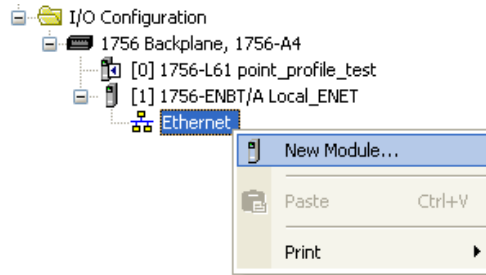 I/O Configuration
1756 Backplane, 1756-A4
[0] 1756-L61 point_profile_test
[1] 1756-ENBT/A Local_ENET
Ethernet
New Module...
Paste Ctrl+V
Print